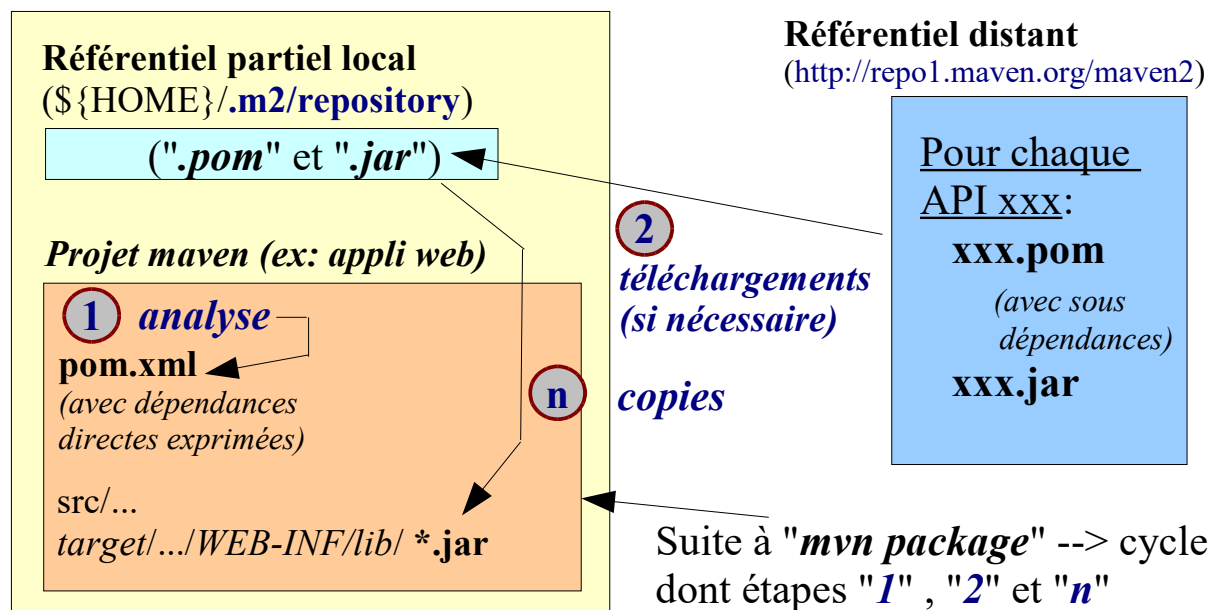 Référentiel partiel local
(${HOME}/.m2/repository)
(".pom" et ".jar")
Projet maven (ex: appli web)
1 analyse
pom.xml
(avec dépendances
directes exprimées)
src/...
target/.../WEB-INF/lib/ *.jar
2
téléchargements
(si nécessaire)
n copies
Référentiel distant
(http://repo1.maven.org/maven2)
Pour chaque
API xxx:
xxx.pom
(avec sous
dépendances)
xxx.jar
Suite à "mvn package" --> cycle
dont étapes "1" , "2" et "n"